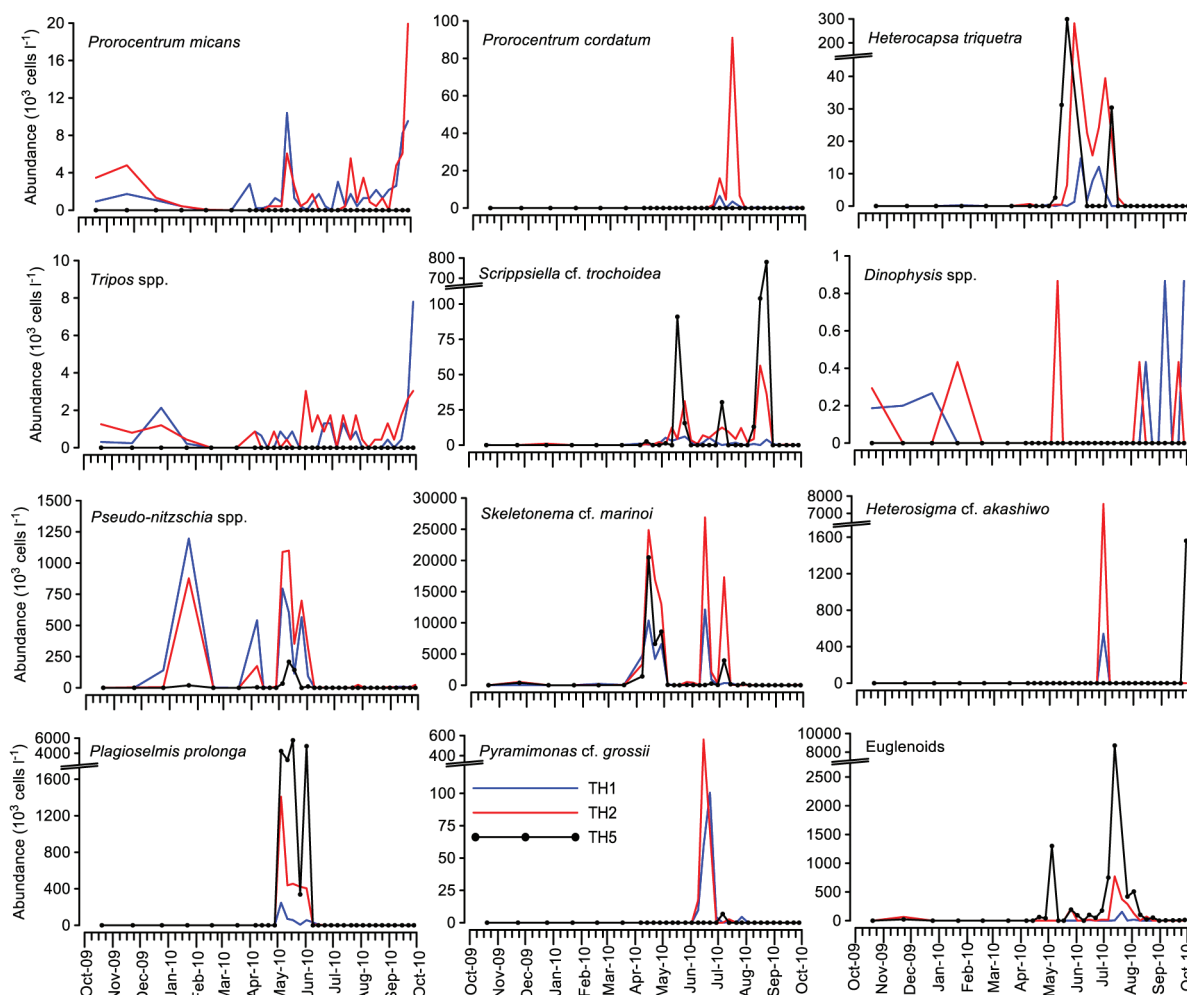 Prorocentrum micans
Abundance (10³ cells l⁻¹)
20
16
12
8
4
0
Prorocentrum cordatum
100
80
60
40
20
0
Heterocapsa triquetra
300
200
40
30
20
10
0
Tripos spp.
Abundance (10³ cells l⁻¹)
10
8
6
4
2
0
Scrippsiella cf. trochoidea
800
700
100
75
50
25
0
Dinophysis spp.
1
0.8
0.6
0.4
0.2
0
Pseudo-nitzschia spp.
Abundance (10³ cells l⁻¹)
1500
1250
1000
750
500
250
0
Skeletonema cf. marinoi
30000
25000
20000
15000
10000
5000
0
Heterosigma cf. akashiwo
8000
7000
1600
1200
800
400
0
Plagioselmis prolonga
Abundance (10³ cells l⁻¹)
6000
4000
1600
1200
800
400
0
Oct-09
Nov-09
Dec-09
Jan-10
Feb-10
Mar-10
Apr-10
May-10
Jun-10
Jul-10
Aug-10
Sep-10
Oct-10
Pyramimonas cf. grossii
600
400
100
75
50
25
0
TH1
TH2
TH5
Oct-09
Nov-09
Dec-09
Jan-10
Feb-10
Mar-10
Apr-10
May-10
Jun-10
Jul-10
Aug-10
Sep-10
Oct-10
Euglenoids
10000
8000
2500
2000
1500
1000
500
0
Oct-09
Nov-09
Dec-09
Jan-10
Feb-10
Mar-10
Apr-10
May-10
Jun-10
Jul-10
Aug-10
Sep-10
Oct-10